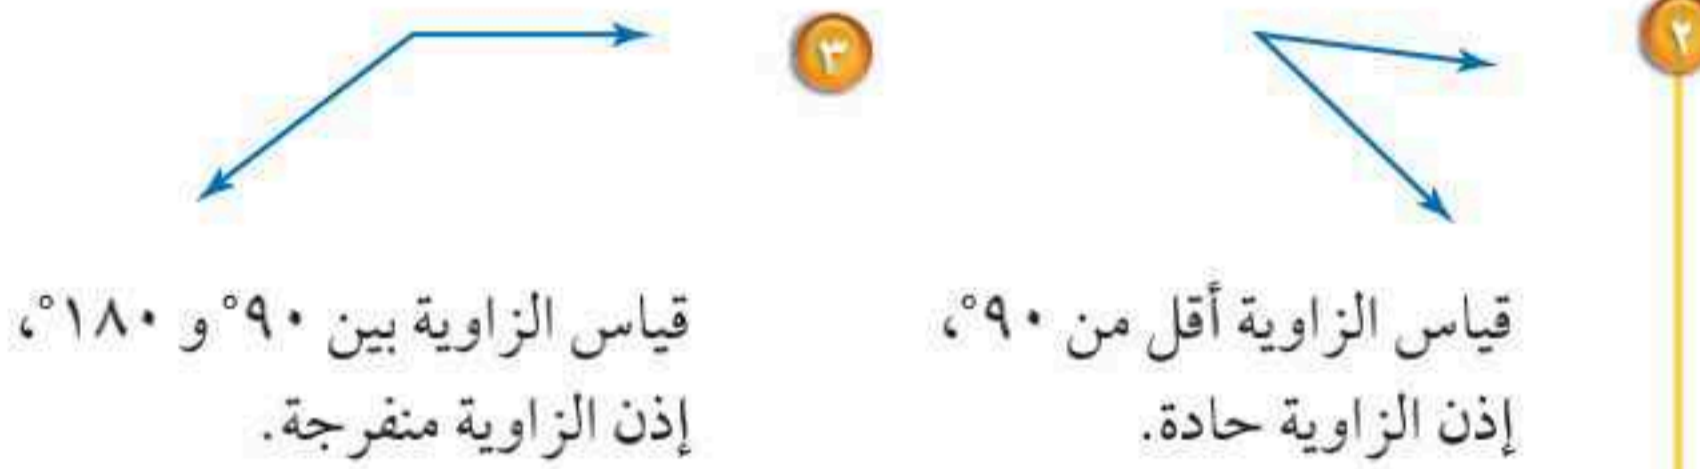 ٢
قياس الزاوية أقل من ٩٠°،
إذن الزاوية حادة.
٣
قياس الزاوية بين ٩٠° و ١٨٠°،
إذن الزاوية منفرجة.